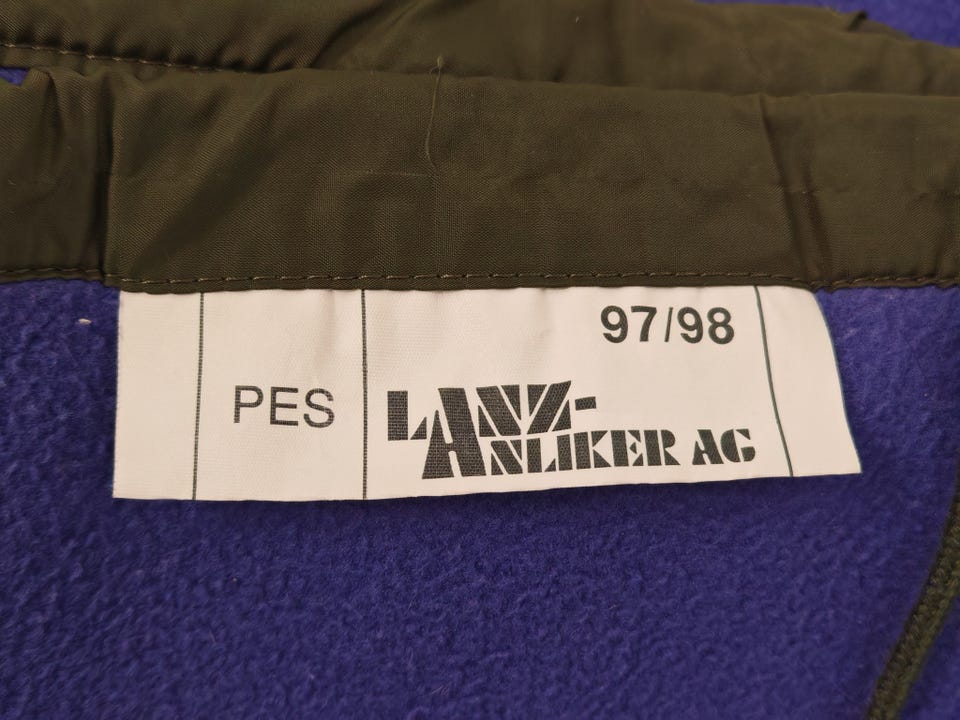 97/98
PES
LANZ-
ANLIKER AG